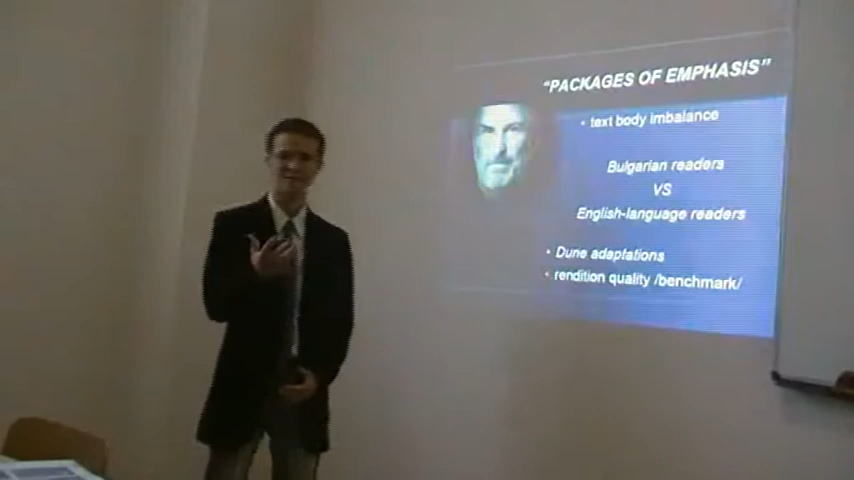 "PACKAGES OF EMPHASIS"
• text body imbalance
Bulgarian readers
VS
English-language readers
• Dune adaptations
• rendition quality /benchmark/